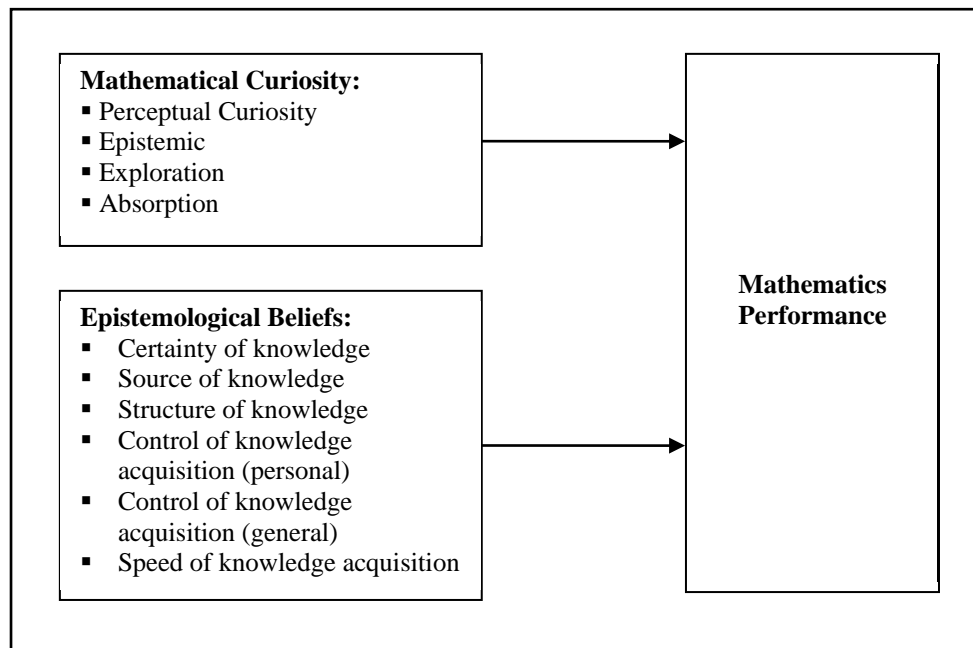 Mathematical Curiosity:
▪ Perceptual Curiosity
▪ Epistemic
▪ Exploration
▪ Absorption
Epistemological Beliefs:
▪ Certainty of knowledge
▪ Source of knowledge
▪ Structure of knowledge
▪ Control of knowledge
acquisition (personal)
▪ Control of knowledge
acquisition (general)
▪ Speed of knowledge acquisition
Mathematics
Performance